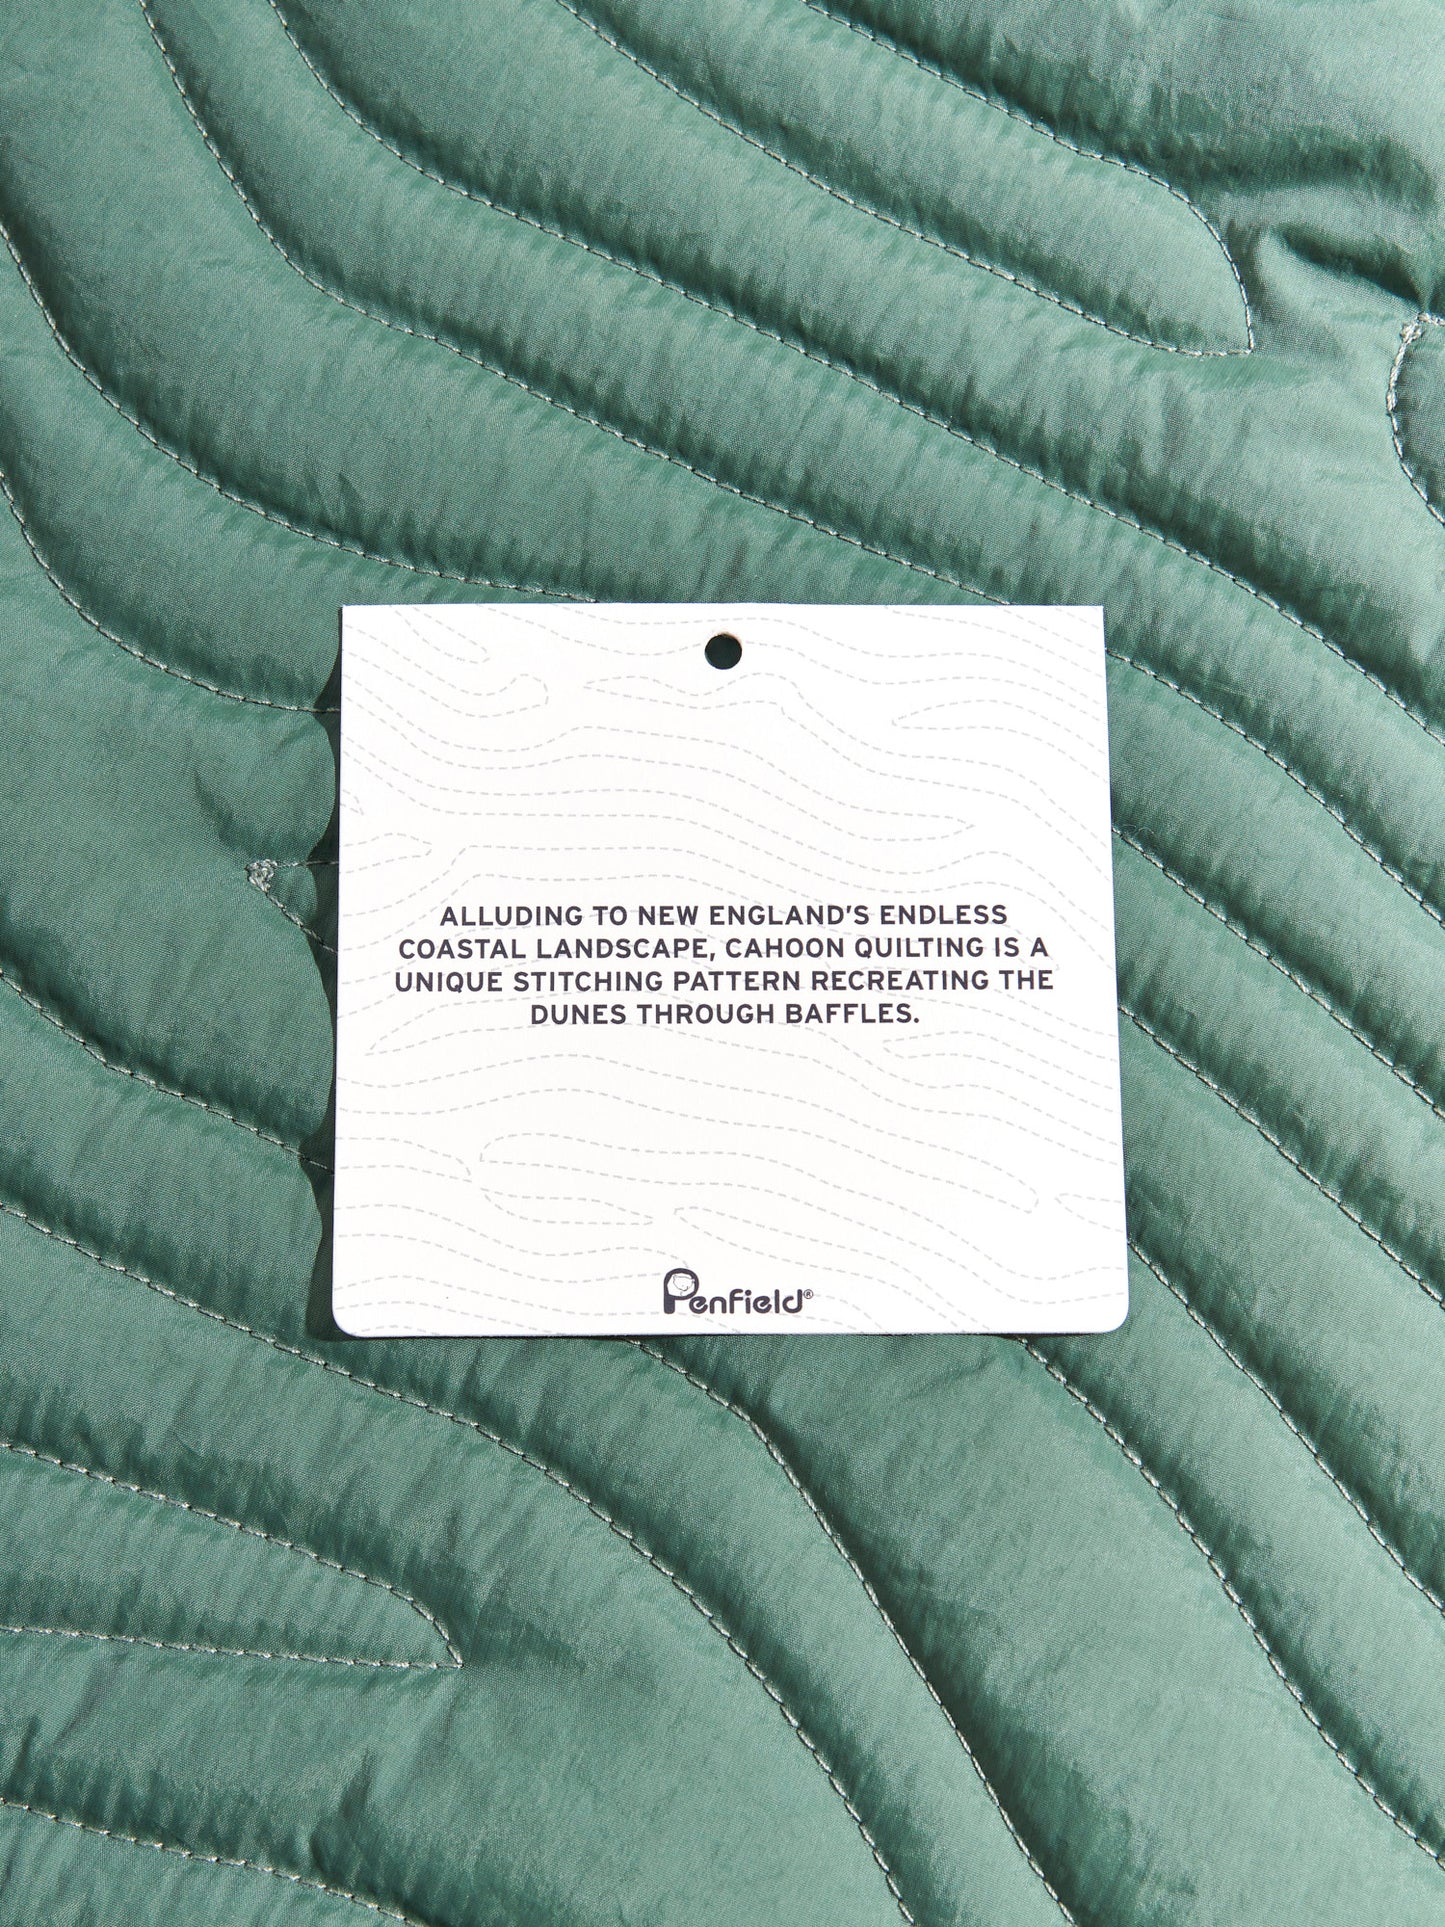 ALLUDING TO NEW ENGLAND'S ENDLESS
COASTAL LANDSCAPE, CAHOON QUILTING IS A
UNIQUE STITCHING PATTERN RECREATING THE
DUNES THROUGH BAFFLES.
Penfield®